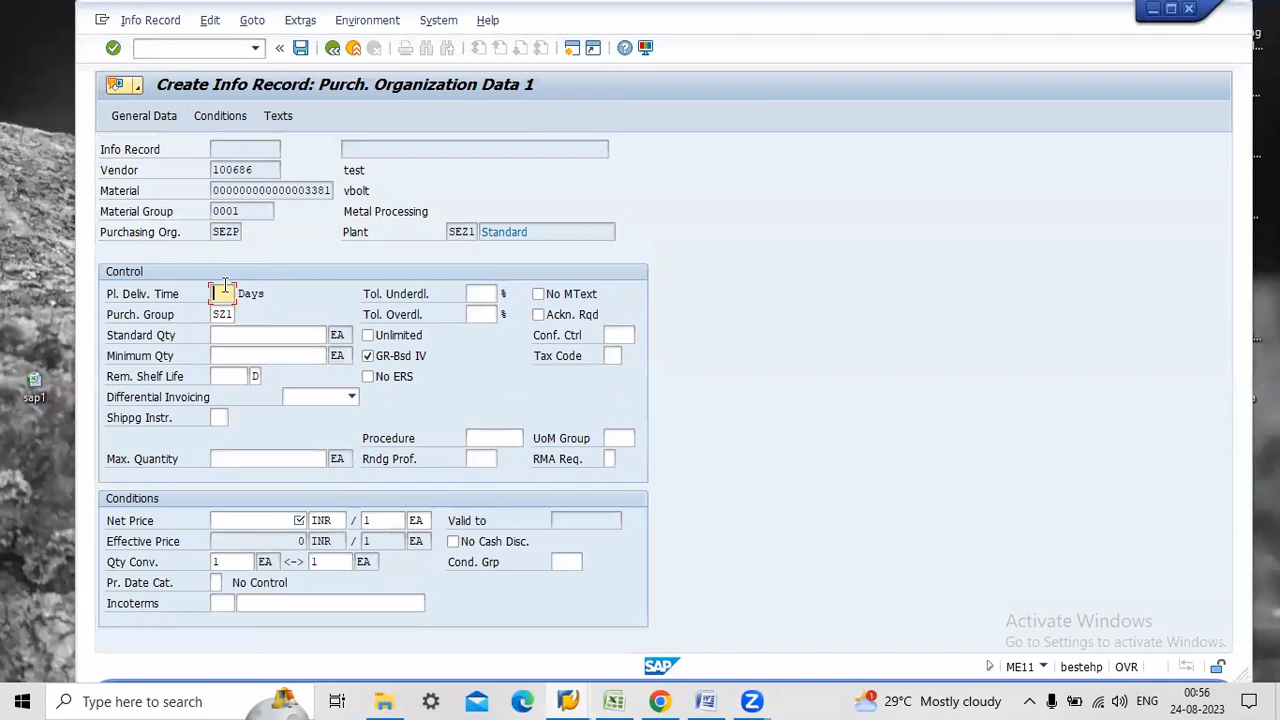 Info Record Edit Goto Extras Environment System Help
Create Info Record: Purch. Organization Data 1
General Data Conditions Texts
Info Record
Vendor 100686 test
Material 000000000000003381 vbolt
Material Group 0001 Metal Processing
Purchasing Org. SEZP Plant SEZ1 Standard
Control
Pl. Deliv. Time Days Tol. Underdl. % No MText
Purch. Group SZ1 Tol. Overdl. % Ackn. Rqd
Standard Qty EA Unlimited Conf. Ctrl
Minimum Qty EA GR-Bsd IV Tax Code
Rem. Shelf Life D No ERS
Differential Invoicing
sap1
Shippg Instr.
Procedure UoM Group
Max. Quantity EA Rndg Prof. RMA Req.
Conditions
Net Price INR / 1 EA Valid to
Effective Price 0 INR / 1 EA No Cash Disc.
Qty Conv. 1 EA <-> 1 EA Cond. Grp
Pr. Date Cat. No Control
Incoterms
Activate Windows
Go to Settings to activate Windows.
SAP ME11 bestehp OVR
Type here to search 29°C Mostly cloudy ENG 00:56
24-08-2023